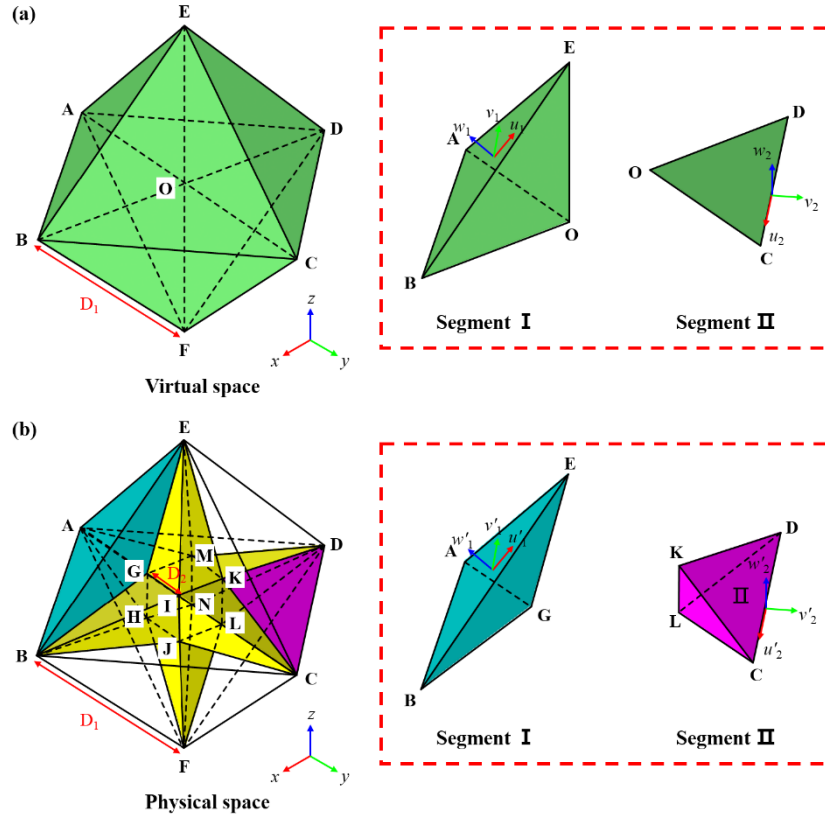 (a)
E
A
D
O
B
C
D₁
F
z
x
y
Virtual space
E
v₁
w₁
u₁
A
O
B
Segment I
D
w₂
O
v₂
u₂
C
Segment II
(b)
E
A
M
D
G
D₂
K
I
N
H
L
J
B
C
D₁
F
z
x
y
Physical space
E
v′₁
w′₁
u′₁
A
G
B
Segment I
D
K
w′₂
II
L
v′₂
u′₂
C
Segment II